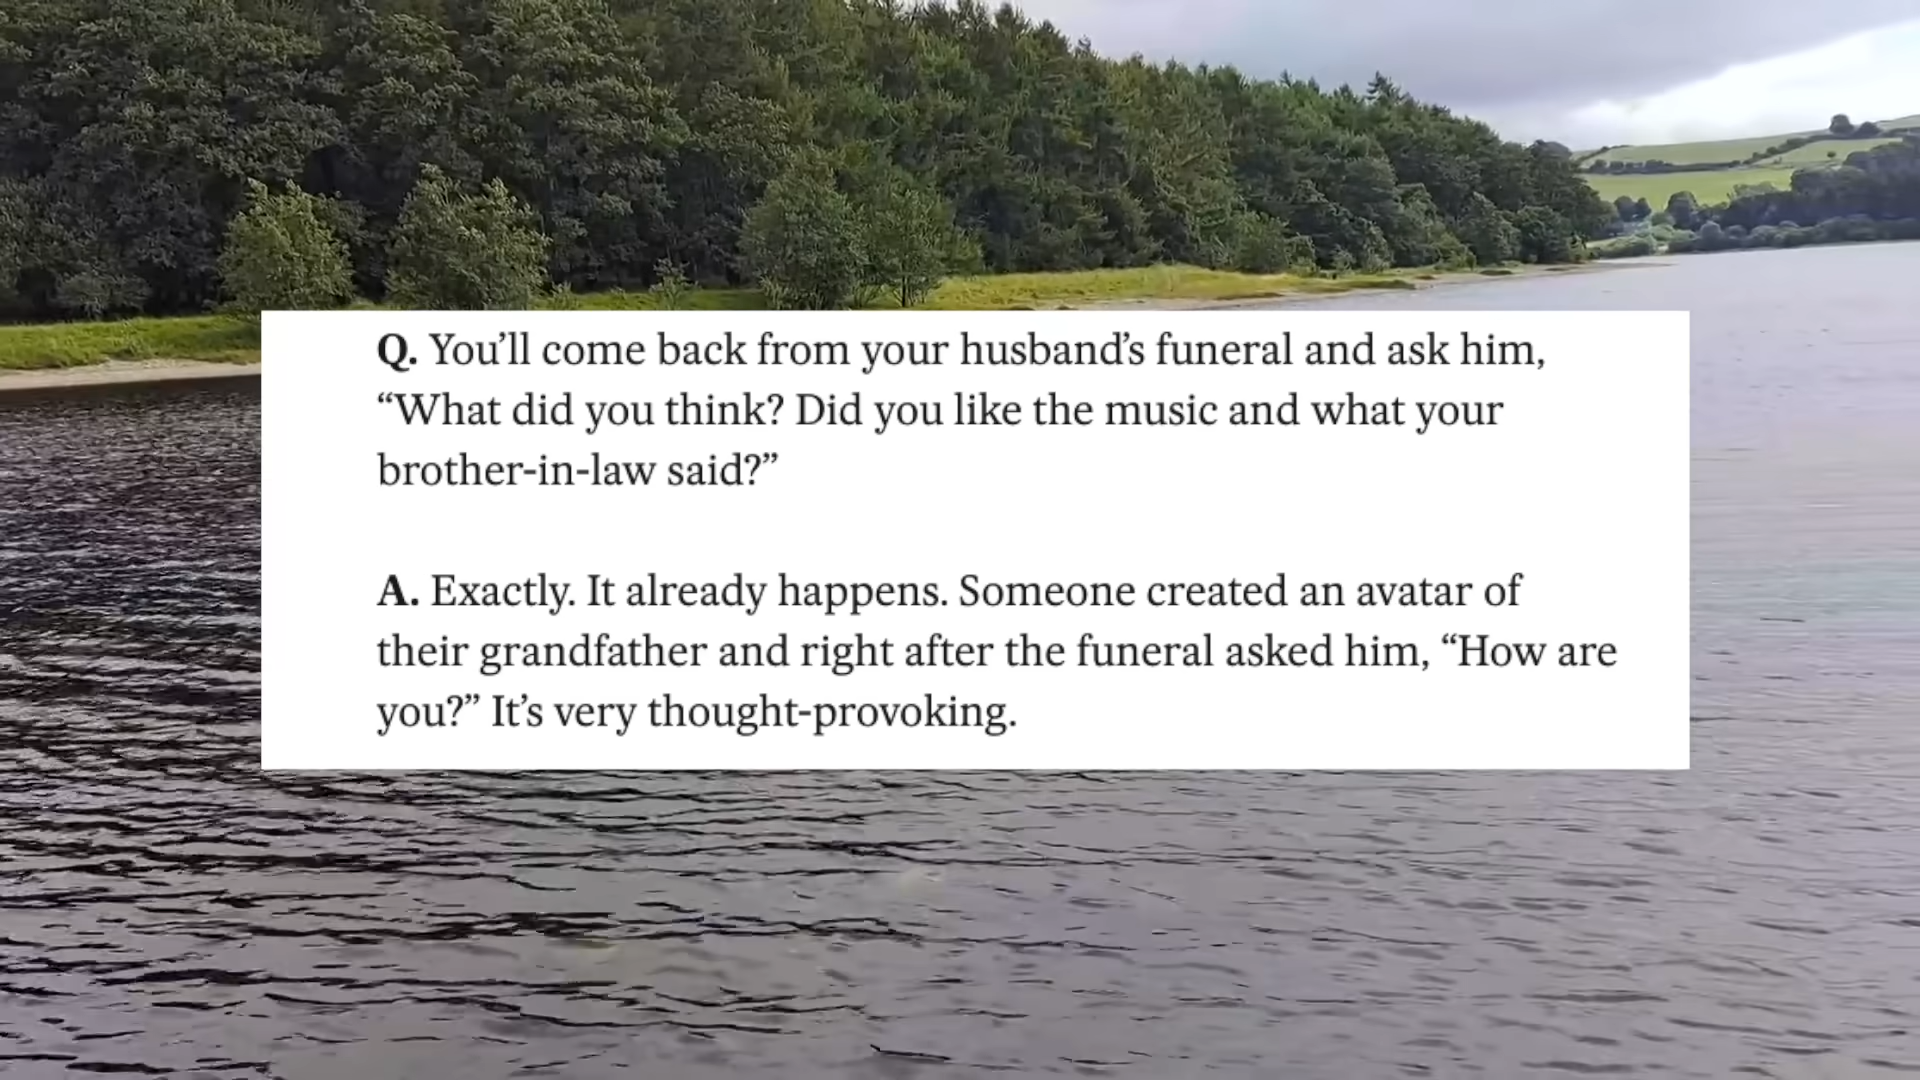 Q. You’ll come back from your husband’s funeral and ask him,
“What did you think? Did you like the music and what your
brother-in-law said?”
A. Exactly. It already happens. Someone created an avatar of
their grandfather and right after the funeral asked him, “How are
you?” It’s very thought-provoking.